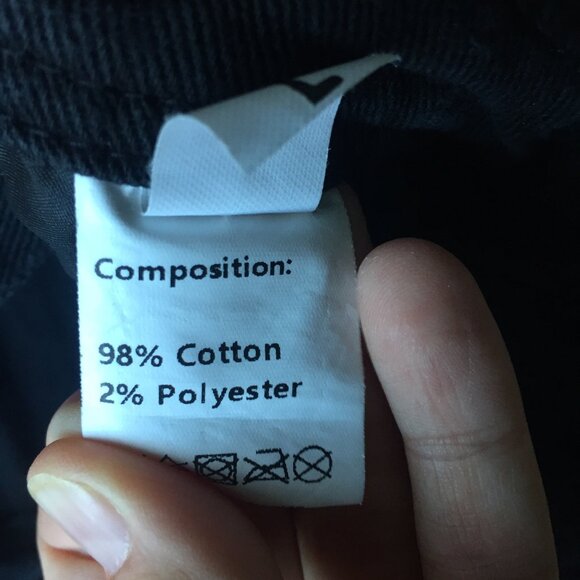 Composition:
98% Cotton
2% Polyester